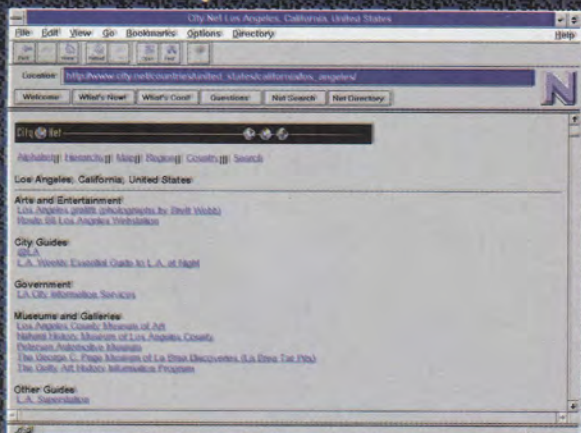 City Net Los Angeles, California, United States
File Edit View Go Bookmarks Options Directory Help
Location: http://www.city.net/countries/united_states/california/los_angeles/
Welcome What's New! What's Cool! Questions Net Search Net Directory
City Net
Alphabet Hierarchy Map Region Country Search
Los Angeles, California, United States
Arts and Entertainment
Los Angeles graffiti (photographs by Brett Webb)
Route 66 Los Angeles Webstation
City Guides
@LA
L.A. Weekly Essential Guide to L.A. at Night
Government
LA City Information Services
Museums and Galleries
Los Angeles County Museum of Art
Natural History Museum of Los Angeles County
Petersen Automotive Museum
The George C. Page Museum of La Brea Discoveries (La Brea Tar Pits)
The Getty Art History Information Program
Other Guides
L.A. Superstation
N